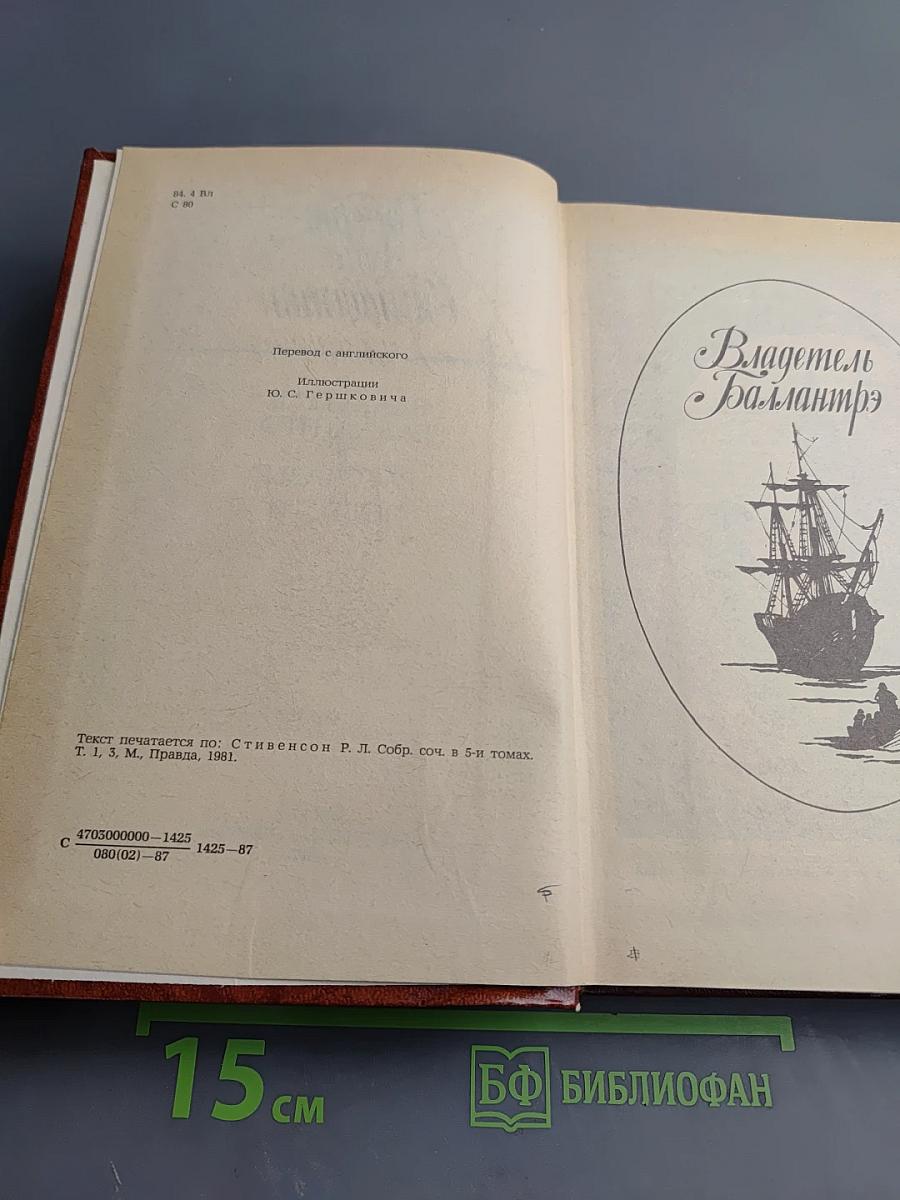 84. 4 Вл
С 80
Перевод с английского
Иллюстрации
Ю. С. Гершковича
Текст печатается по: Стивенсон Р. Л. Собр. соч. в 5-и томах.
Т. 1, 3, М., Правда, 1981.
С 4703000000—1425
080(02)—87 1425—87
Владетель
Баллантрэ
15 см
БФ БИБЛИОФАН